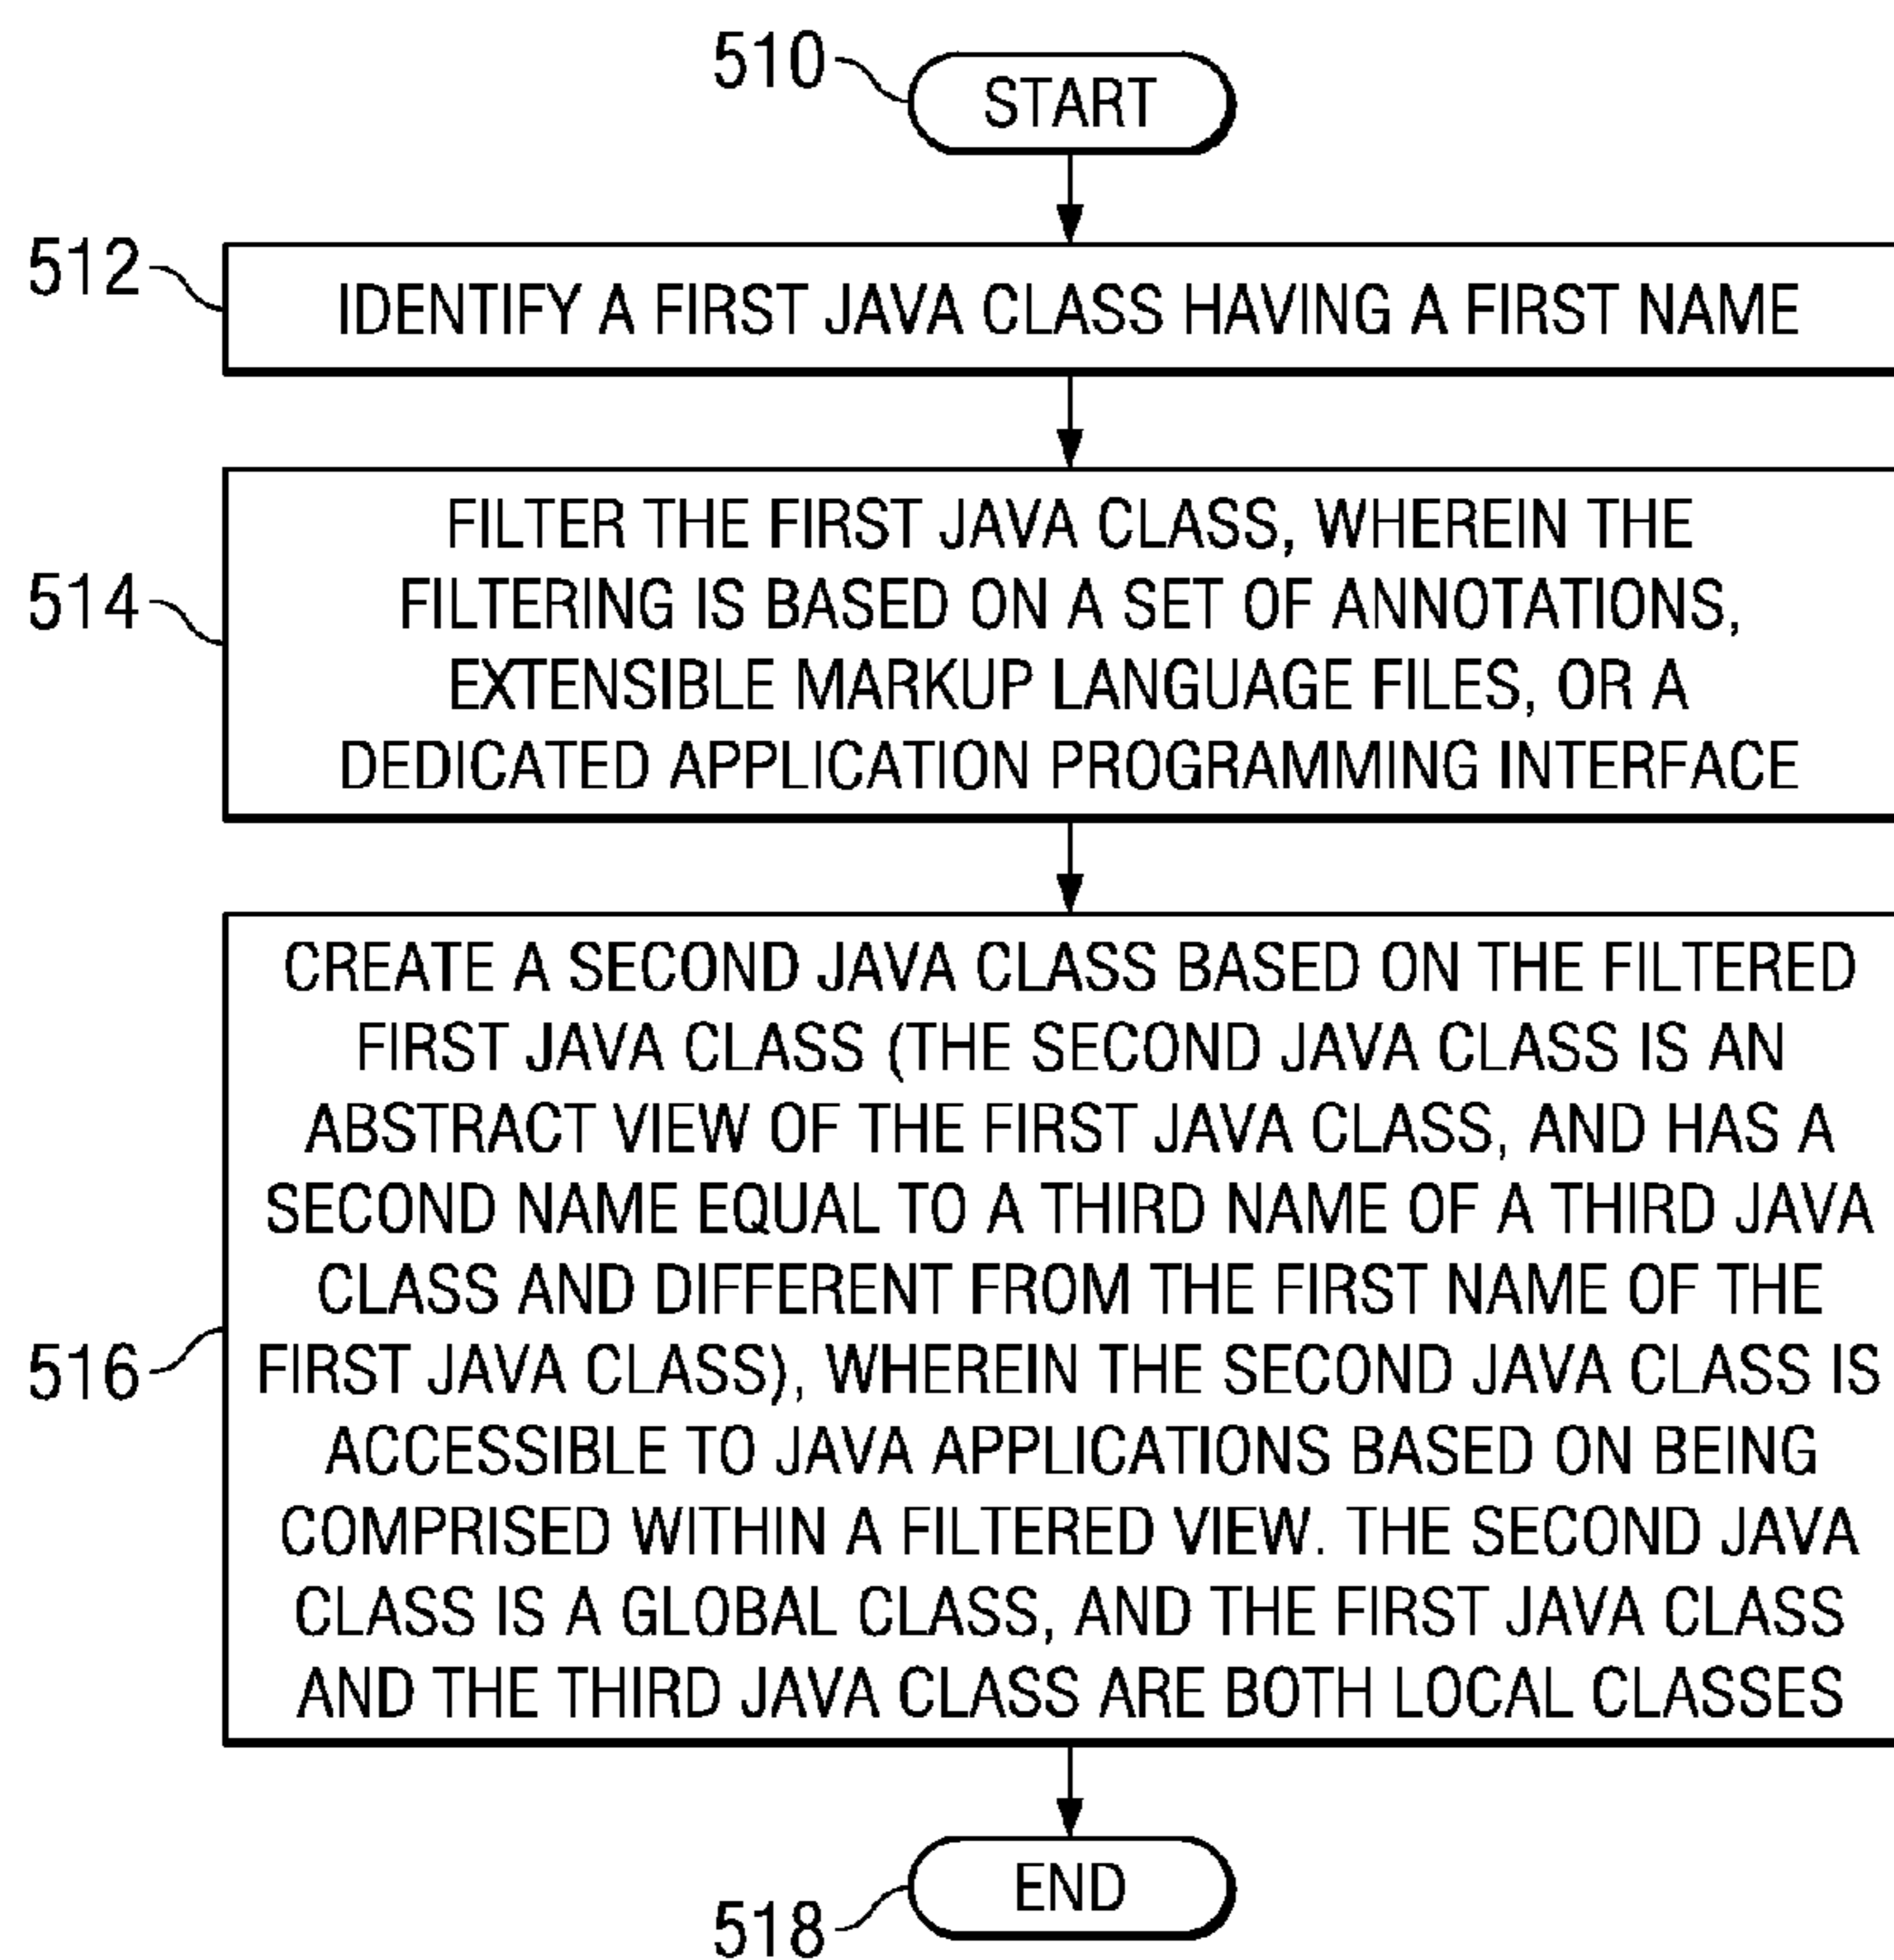 510
START
512
IDENTIFY A FIRST JAVA CLASS HAVING A FIRST NAME
514
FILTER THE FIRST JAVA CLASS, WHEREIN THE
FILTERING IS BASED ON A SET OF ANNOTATIONS,
EXTENSIBLE MARKUP LANGUAGE FILES, OR A
DEDICATED APPLICATION PROGRAMMING INTERFACE
516
CREATE A SECOND JAVA CLASS BASED ON THE FILTERED
FIRST JAVA CLASS (THE SECOND JAVA CLASS IS AN
ABSTRACT VIEW OF THE FIRST JAVA CLASS, AND HAS A
SECOND NAME EQUAL TO A THIRD NAME OF A THIRD JAVA
CLASS AND DIFFERENT FROM THE FIRST NAME OF THE
FIRST JAVA CLASS), WHEREIN THE SECOND JAVA CLASS IS
ACCESSIBLE TO JAVA APPLICATIONS BASED ON BEING
COMPRISED WITHIN A FILTERED VIEW. THE SECOND JAVA
CLASS IS A GLOBAL CLASS, AND THE FIRST JAVA CLASS
AND THE THIRD JAVA CLASS ARE BOTH LOCAL CLASSES
END
518